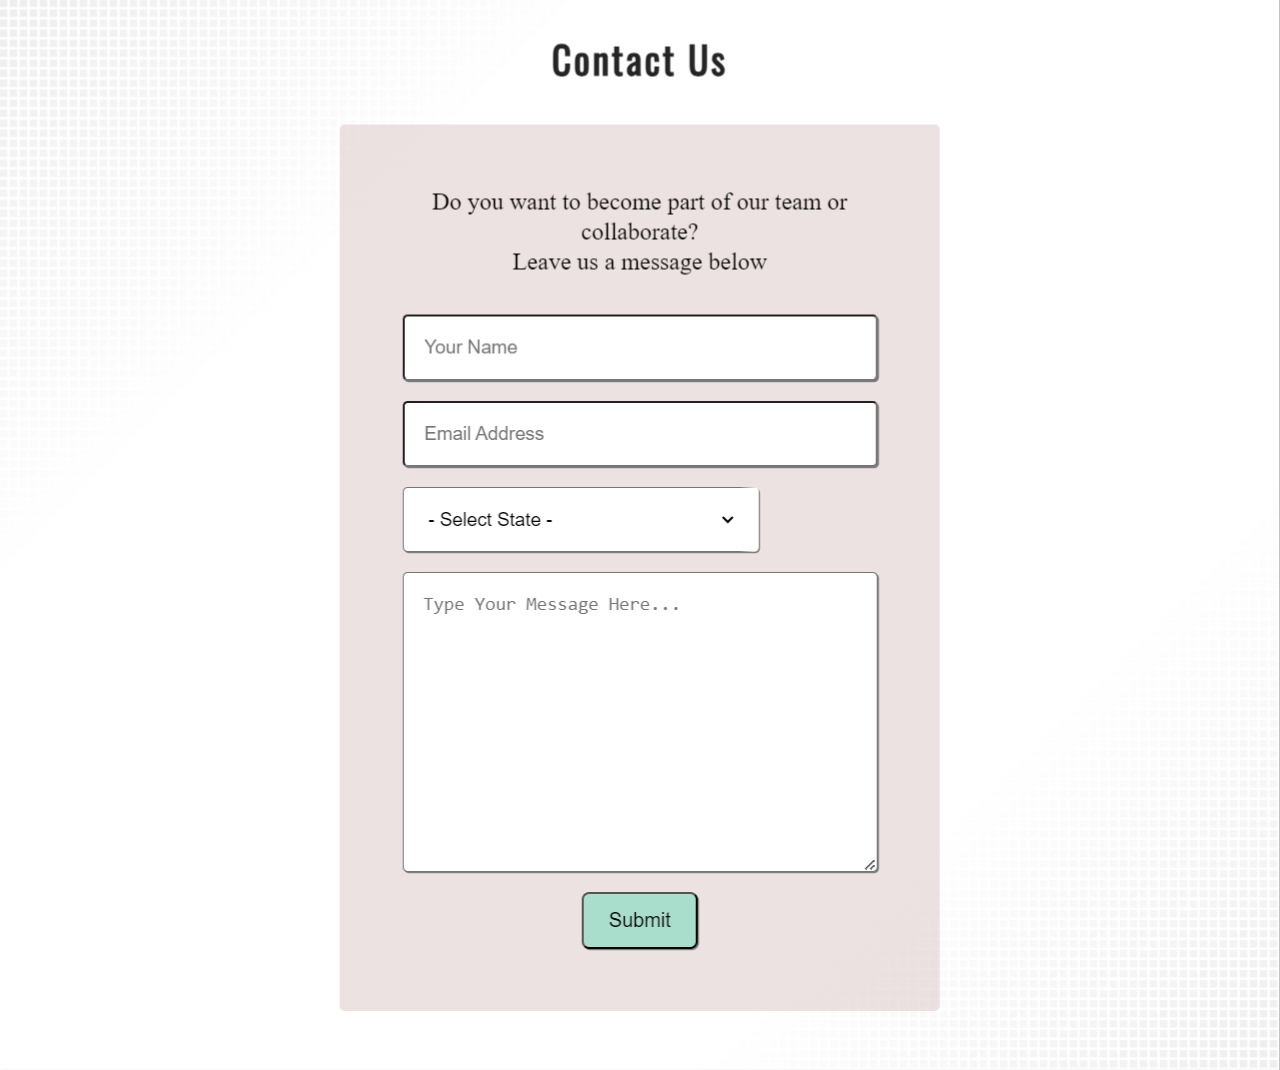 Contact Us
Do you want to become part of our team or
collaborate?
Leave us a message below
Your Name
Email Address
- Select State -
Type Your Message Here...
Submit